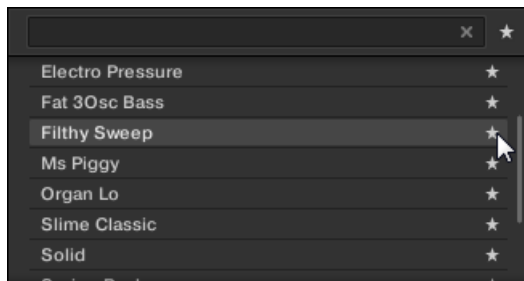 Electro Pressure
Fat 3Osc Bass
Filthy Sweep
Ms Piggy
Organ Lo
Slime Classic
Solid